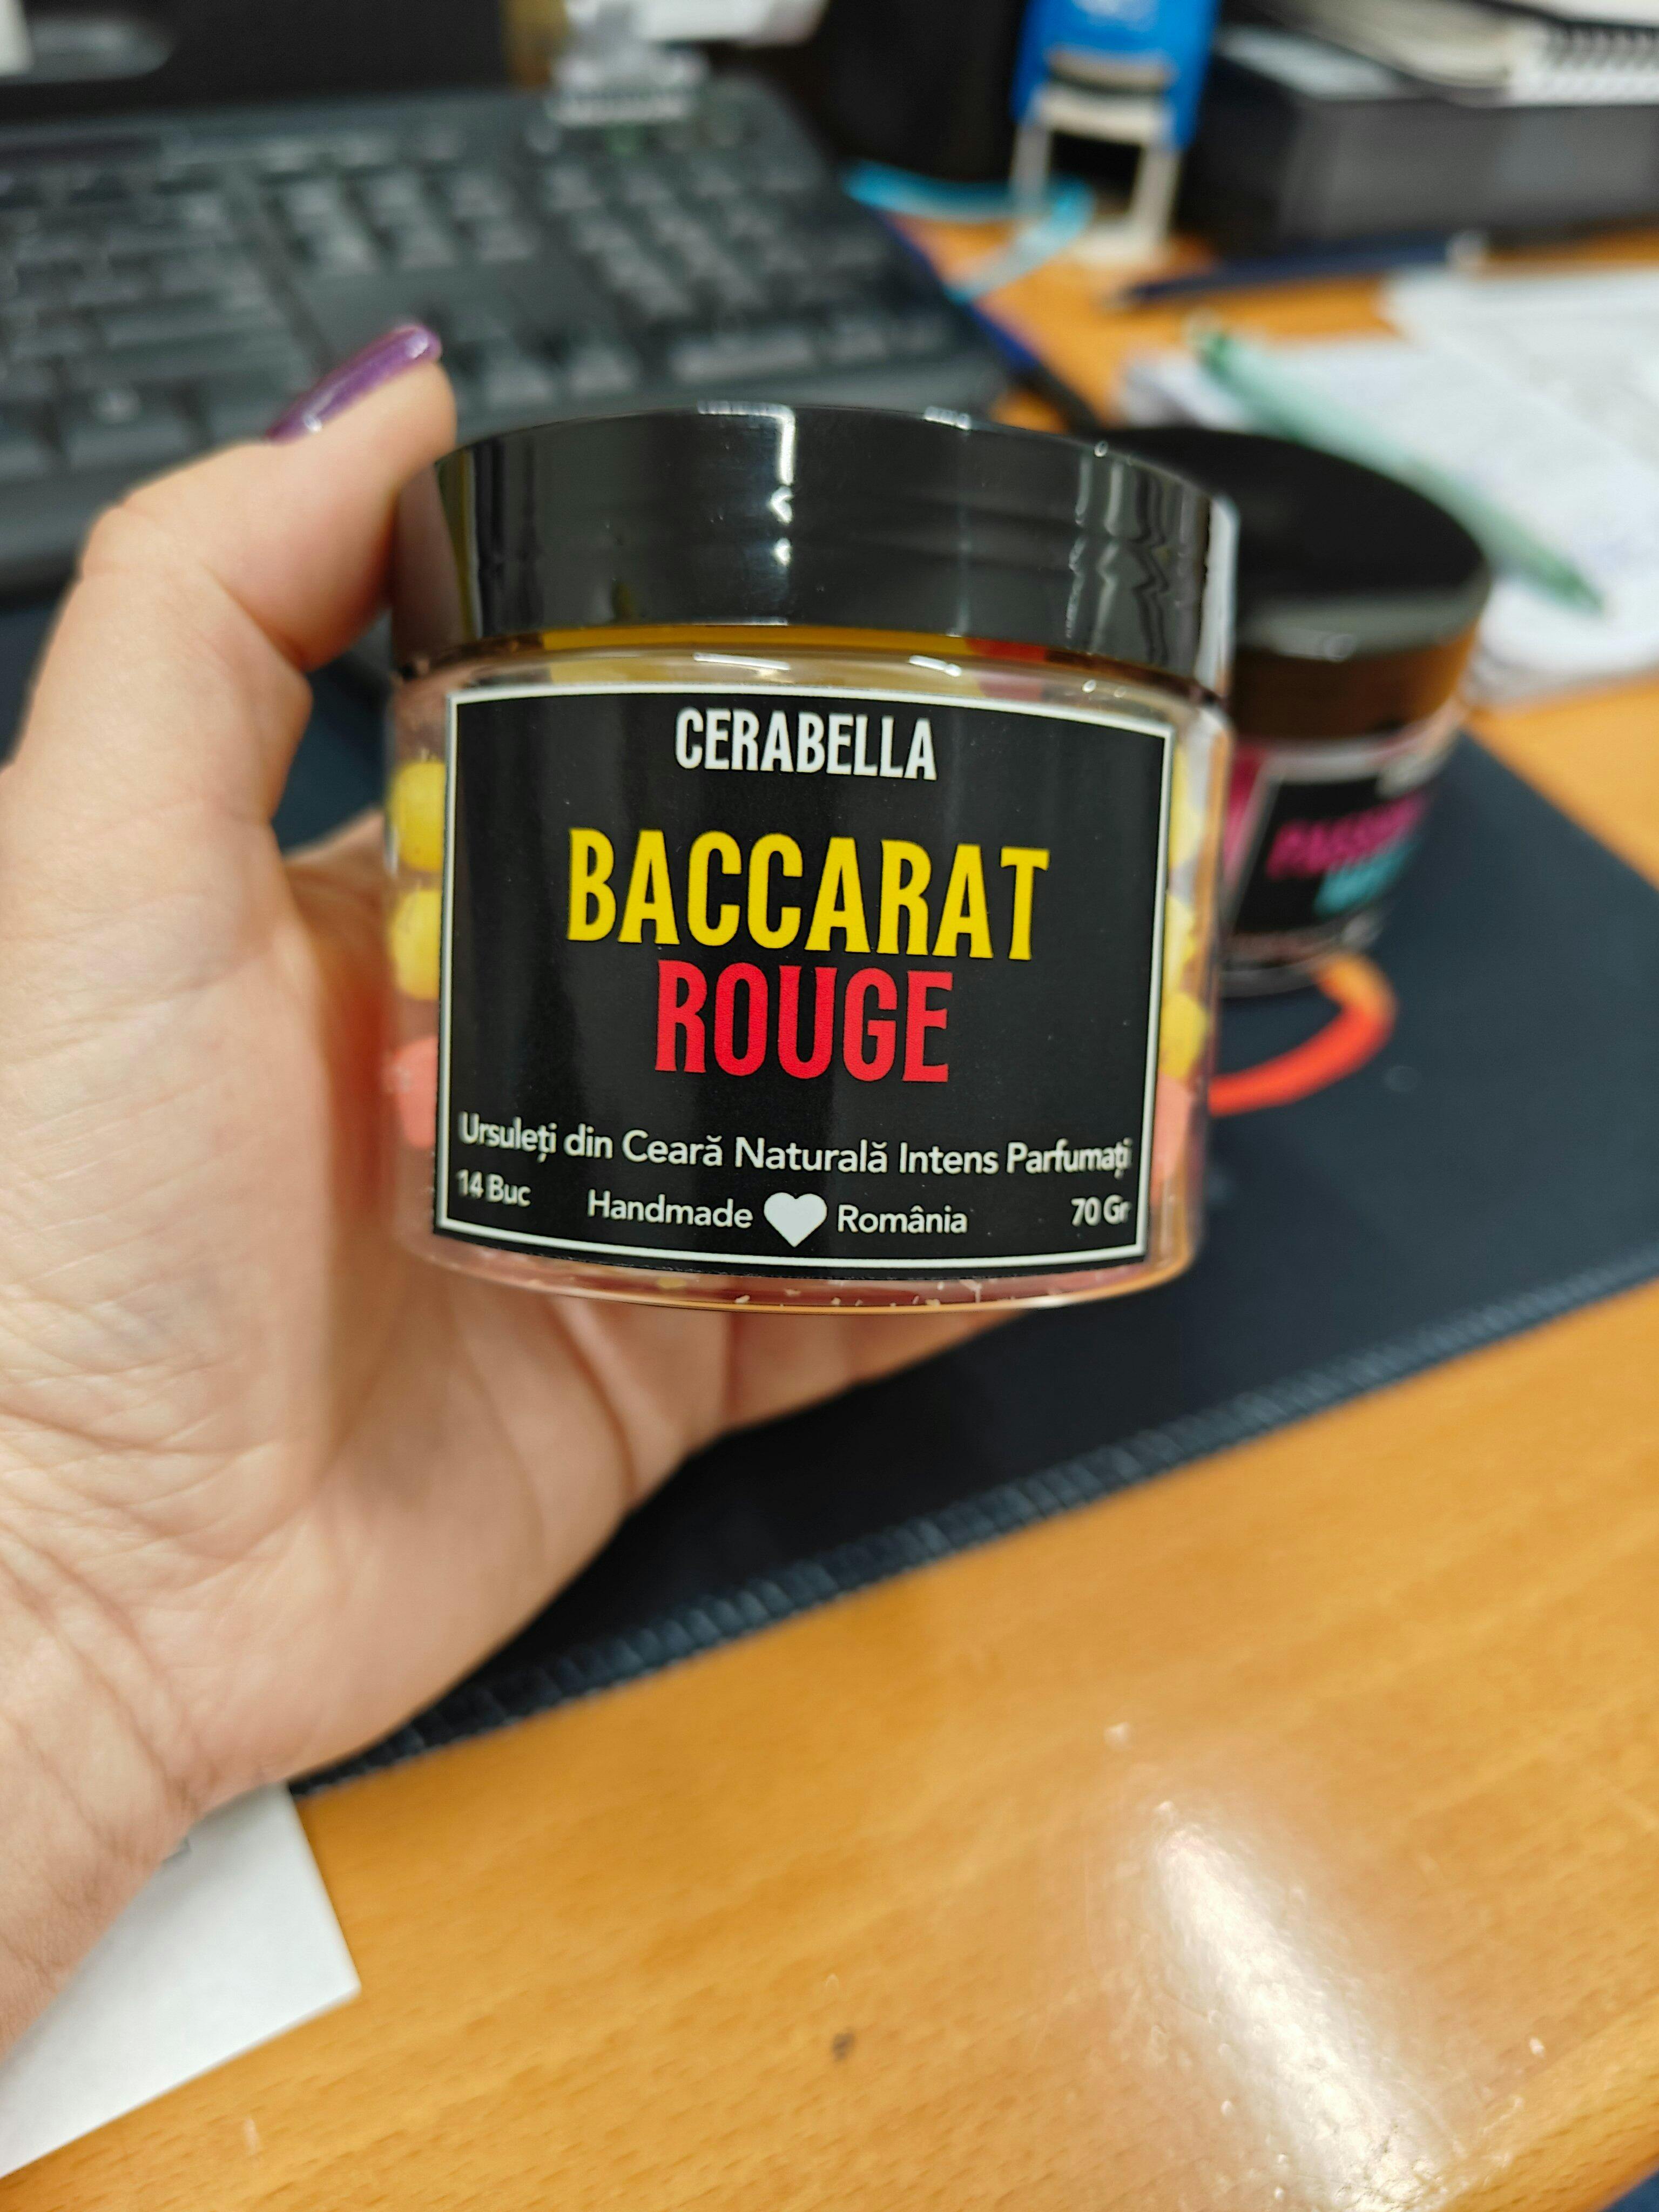 CERABELLA
BACCARAT
ROUGE
Ursuleți din Ceară Naturală Intens Parfumați
14 Buc Handmade România 70 Gr